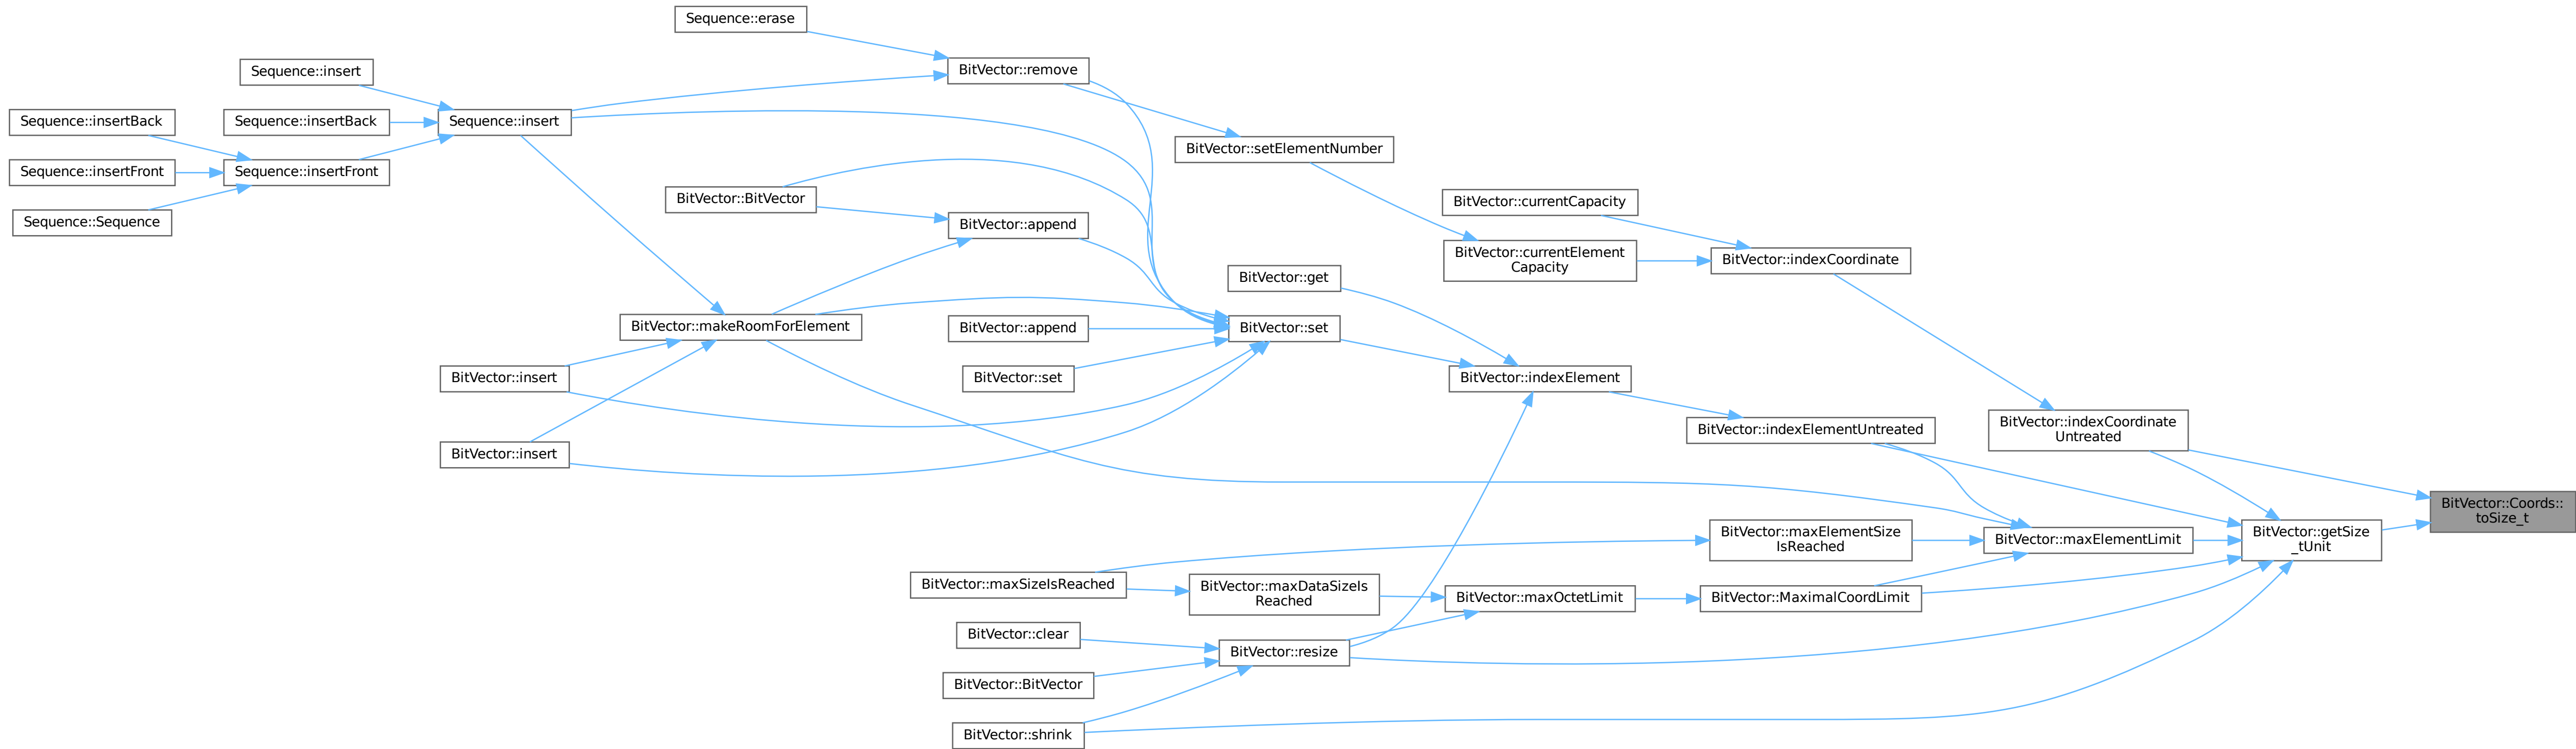 Sequence::erase
BitVector::remove
Sequence::insert
Sequence::insertBack
Sequence::insertBack
Sequence::insert
BitVector::setElementNumber
Sequence::insertFront
Sequence::insertFront
Sequence::Sequence
BitVector::BitVector
BitVector::append
BitVector::currentCapacity
BitVector::currentElement
Capacity
BitVector::indexCoordinate
BitVector::get
BitVector::makeRoomForElement
BitVector::append
BitVector::set
BitVector::insert
BitVector::set
BitVector::indexElement
BitVector::indexElementUntreated
BitVector::indexCoordinate
Untreated
BitVector::insert
BitVector::Coords::
toSize_t
BitVector::maxElementSize
IsReached
BitVector::maxElementLimit
BitVector::getSize
_tUnit
BitVector::maxSizeIsReached
BitVector::maxDataSizeIs
Reached
BitVector::maxOctetLimit
BitVector::MaximalCoordLimit
BitVector::clear
BitVector::resize
BitVector::BitVector
BitVector::shrink